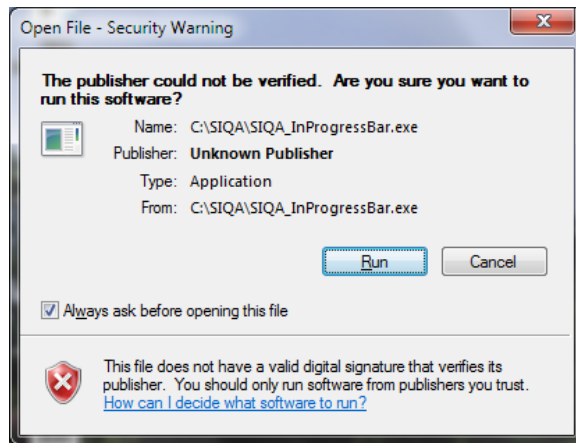 Open File - Security Warning
The publisher could not be verified. Are you sure you want to
run this software?
Name: C:\SIQA\SIQA_InProgressBar.exe
Publisher: Unknown Publisher
Type: Application
From: C:\SIQA\SIQA_InProgressBar.exe
Run Cancel
Always ask before opening this file
This file does not have a valid digital signature that verifies its
publisher. You should only run software from publishers you trust.
How can I decide what software to run?